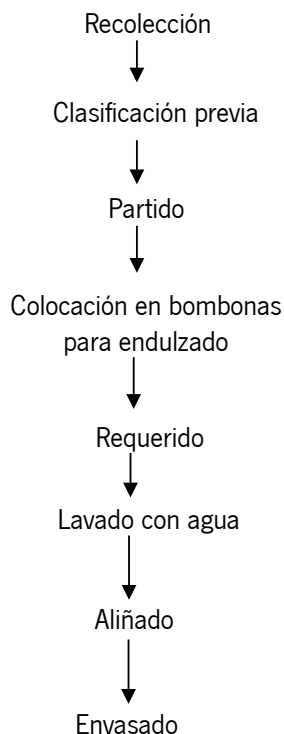 Recolección
Clasificación previa
Partido
Colocación en bombonas
para endulzado
Requerido
Lavado con agua
Aliñado
Envasado